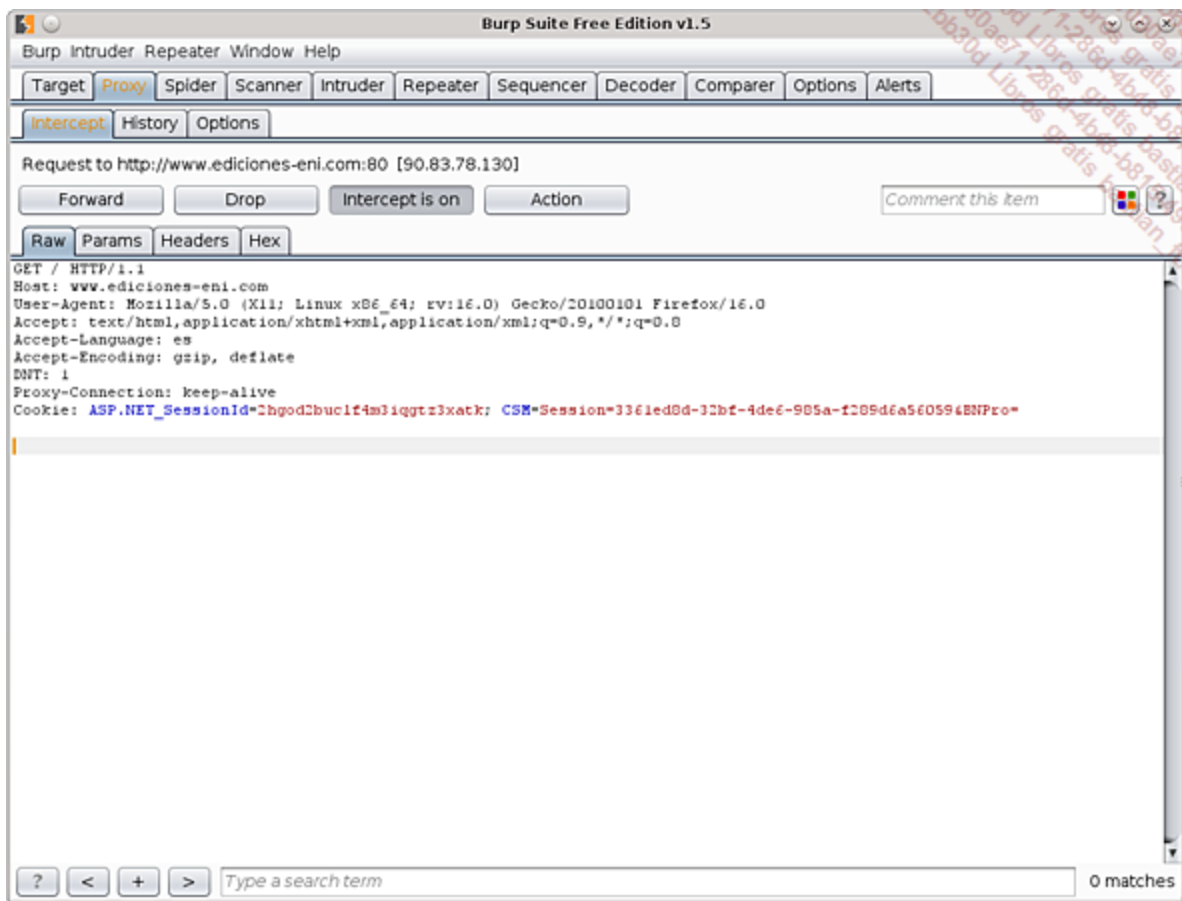 Burp Suite Free Edition v1.5
Burp Intruder Repeater Window Help
Target Proxy Spider Scanner Intruder Repeater Sequencer Decoder Comparer Options Alerts
Intercept History Options
Request to http://www.ediciones-eni.com:80 [90.83.78.130]
Forward Drop Intercept is on Action Comment this item ?
Raw Params Headers Hex
GET / HTTP/1.1
Host: www.ediciones-eni.com
User-Agent: Mozilla/5.0 (X11; Linux x86_64; rv:16.0) Gecko/20100101 Firefox/16.0
Accept: text/html,application/xhtml+xml,application/xml;q=0.9,*/*;q=0.8
Accept-Language: es
Accept-Encoding: gzip, deflate
DNT: 1
Proxy-Connection: keep-alive
Cookie: ASP.NET_SessionId=2hgod2buclf4m3iqgtz3xatk; CSM=Session=3361ed8d-32bf-4de6-985a-f289d6a56059&BNPro=
? < + > Type a search term 0 matches